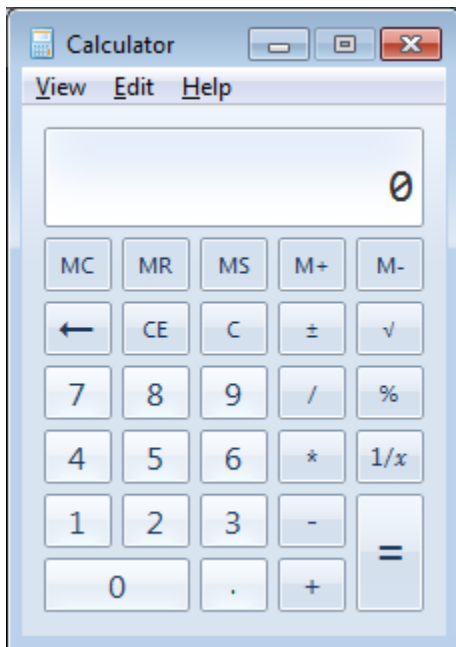 Calculator
View Edit Help
0
MC MR MS M+ M-
← CE C ± √
7 8 9 / %
4 5 6 * 1/x
1 2 3 - =
0 . +